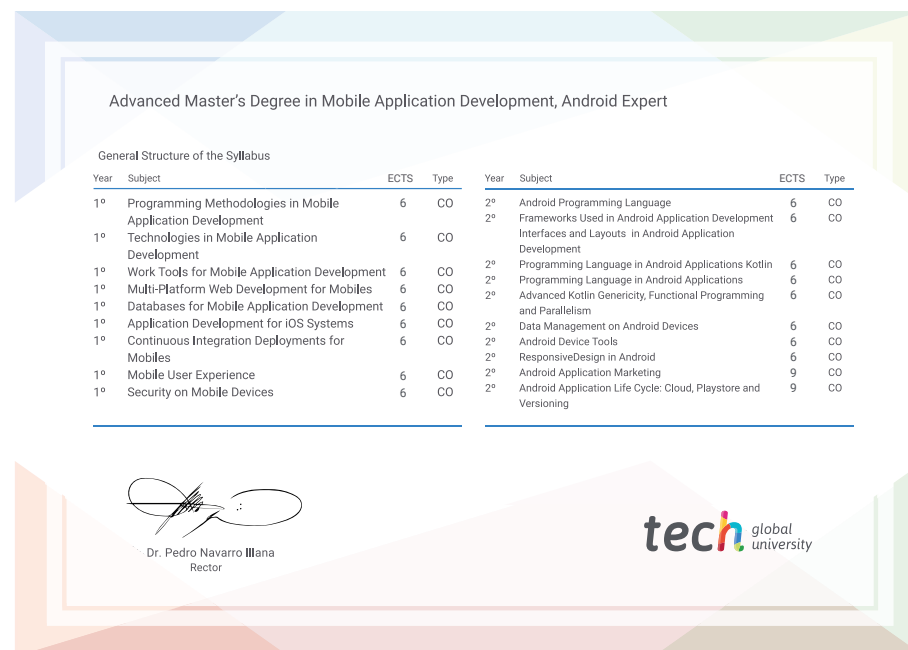 Advanced Master's Degree in Mobile Application Development, Android Expert
General Structure of the Syllabus
Year Subject ECTS Type
1º Programming Methodologies in Mobile 6 CO
Application Development
1º Technologies in Mobile Application 6 CO
Development
1º Work Tools for Mobile Application Development 6 CO
1º Multi-Platform Web Development for Mobiles 6 CO
1º Databases for Mobile Application Development 6 CO
1º Application Development for iOS Systems 6 CO
1º Continuous Integration Deployments for 6 CO
Mobiles
1º Mobile User Experience 6 CO
1º Security on Mobile Devices 6 CO
Year Subject ECTS Type
2º Android Programming Language 6 CO
2º Frameworks Used in Android Application Development 6 CO
Interfaces and Layouts in Android Application
Development
2º Programming Language in Android Applications Kotlin 6 CO
2º Programming Language in Android Applications 6 CO
2º Advanced Kotlin Genericity, Functional Programming 6 CO
and Parallelism
2º Data Management on Android Devices 6 CO
2º Android Device Tools 6 CO
2º ResponsiveDesign in Android 6 CO
2º Android Application Marketing 9 CO
2º Android Application Life Cycle: Cloud, Playstore and 9 CO
Versioning
Dr. Pedro Navarro Illana
Rector
tech global
university